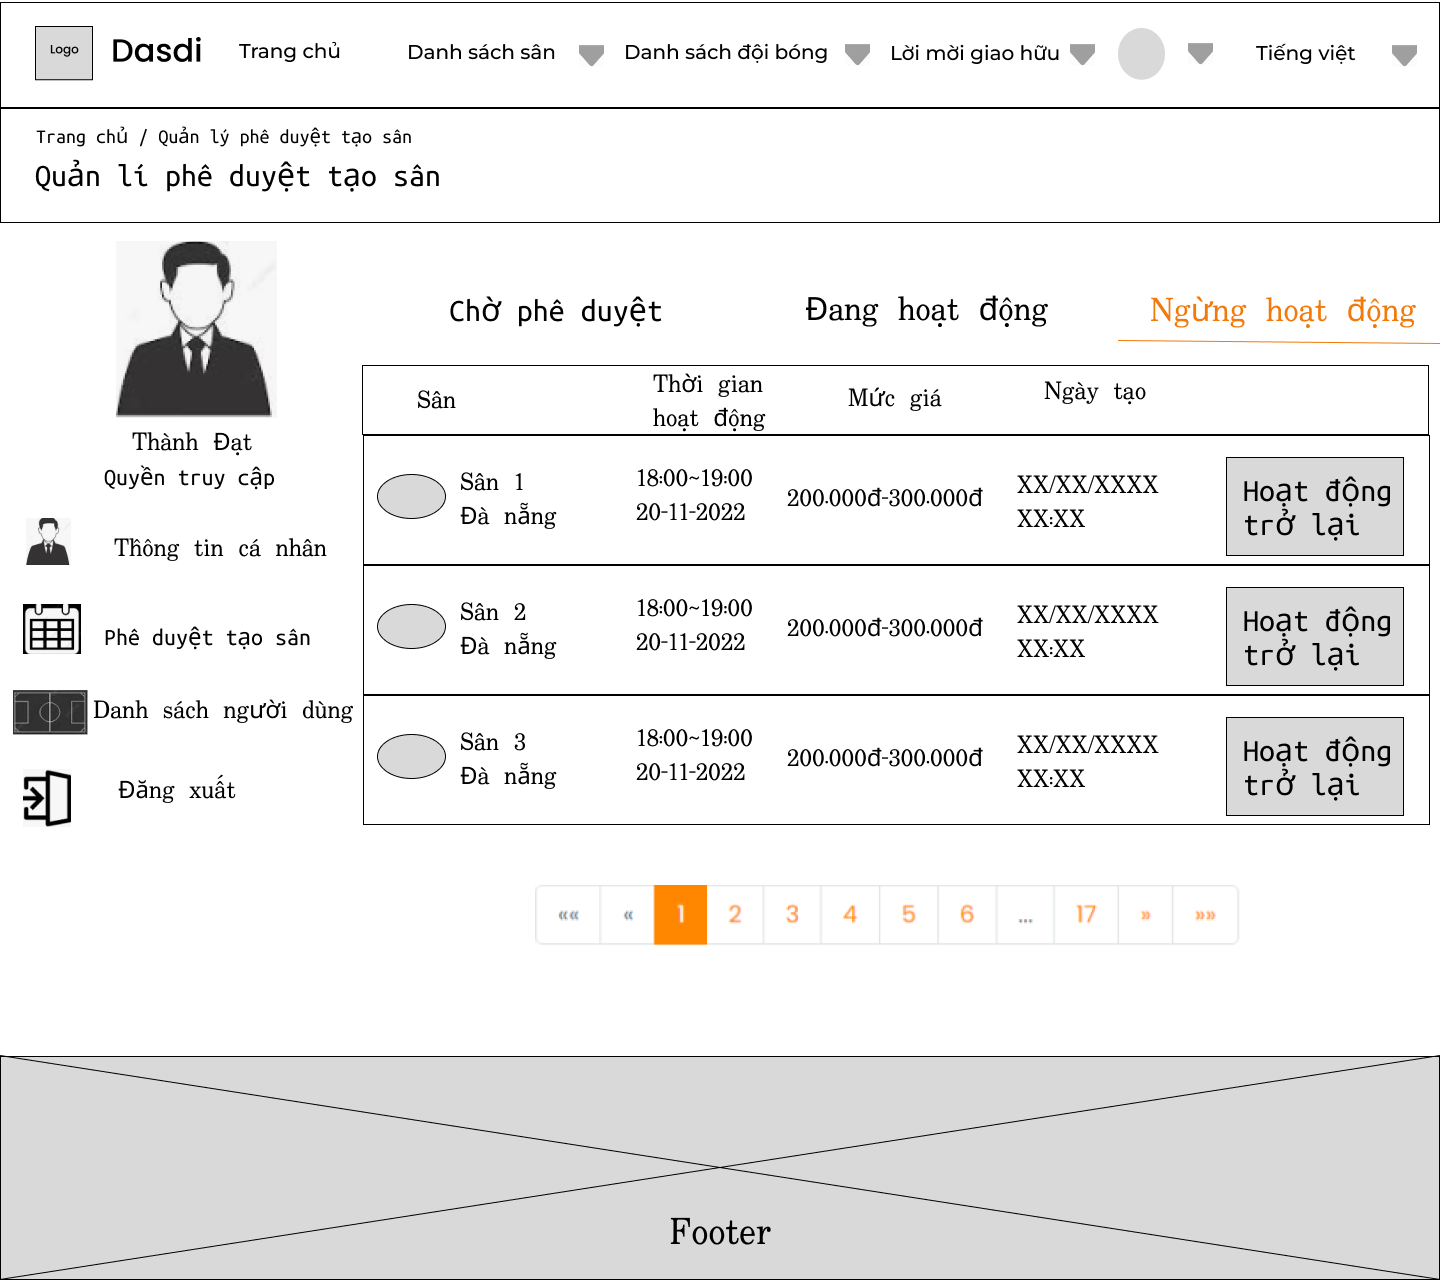 Logo
Dasdi
Trang chủ
Danh sách sân
Danh sách đội bóng
Lời mời giao hữu
Tiếng việt
Trang chủ / Quản lý phê duyệt tạo sân
Quản lí phê duyệt tạo sân
Thành Đạt
Quyền truy cập
Thông tin cá nhân
Phê duyệt tạo sân
Danh sách người dùng
Đăng xuất
Chờ phê duyệt
Đang hoạt động
Ngừng hoạt động
Sân
Thời gian
hoạt động
Mức giá
Ngày tạo
Sân 1
Đà nẵng
18:00~19:00
20-11-2022
200.000đ-300.000đ
XX/XX/XXXX
XX:XX
Hoạt động
trở lại
Sân 2
Đà nẵng
18:00~19:00
20-11-2022
200.000đ-300.000đ
XX/XX/XXXX
XX:XX
Hoạt động
trở lại
Sân 3
Đà nẵng
18:00~19:00
20-11-2022
200.000đ-300.000đ
XX/XX/XXXX
XX:XX
Hoạt động
trở lại
«« « 1 2 3 4 5 6 ... 17 » »»
Footer